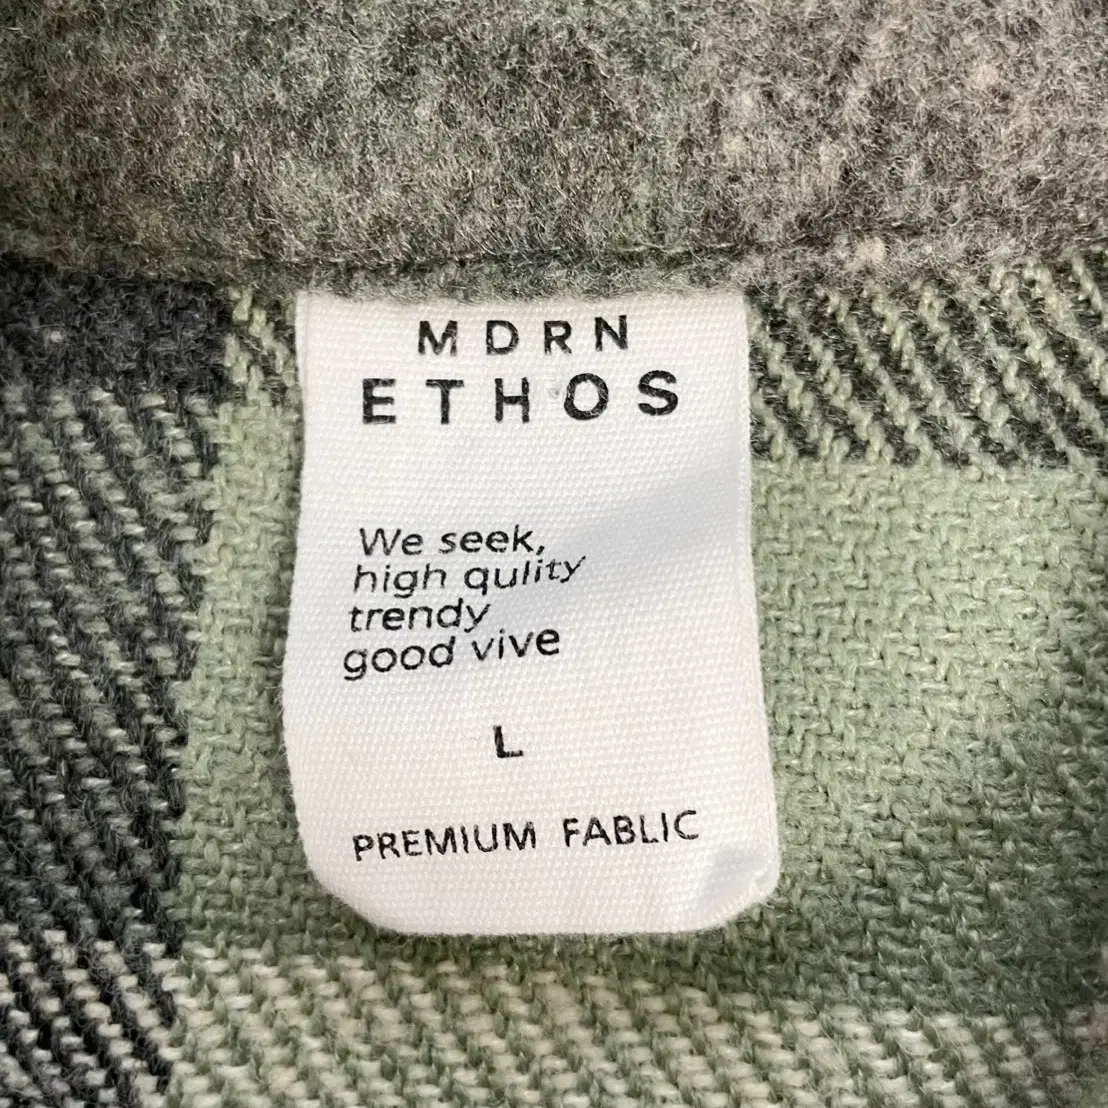 MDRN
ETHOS
We seek,
high qulity
trendy
good vive
L
PREMIUM FABLIC